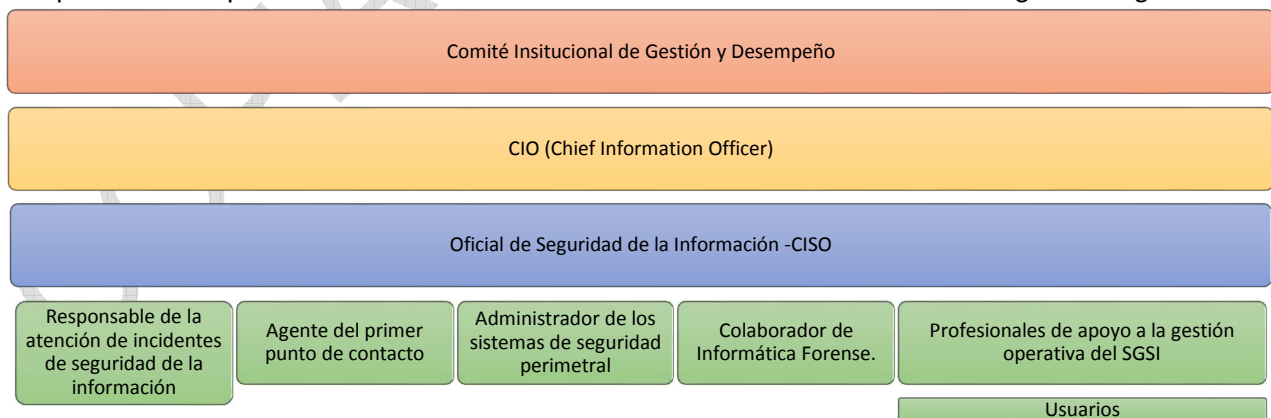 Comité Insitucional de Gestión y Desempeño
CIO (Chief Information Officer)
Oficial de Seguridad de la Información -CISO
Responsable de la
atención de incidentes
de seguridad de la
información
Agente del primer
punto de contacto
Administrador de los
sistemas de seguridad
perimetral
Colaborador de
Informática Forense.
Profesionales de apoyo a la gestión
operativa del SGSI
Usuarios